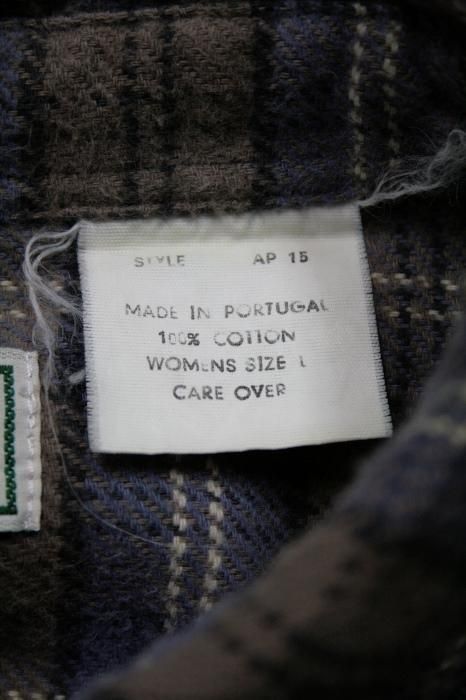 STYLE AP 15
MADE IN PORTUGAL
100% COTTON
WOMENS SIZE L
CARE OVER